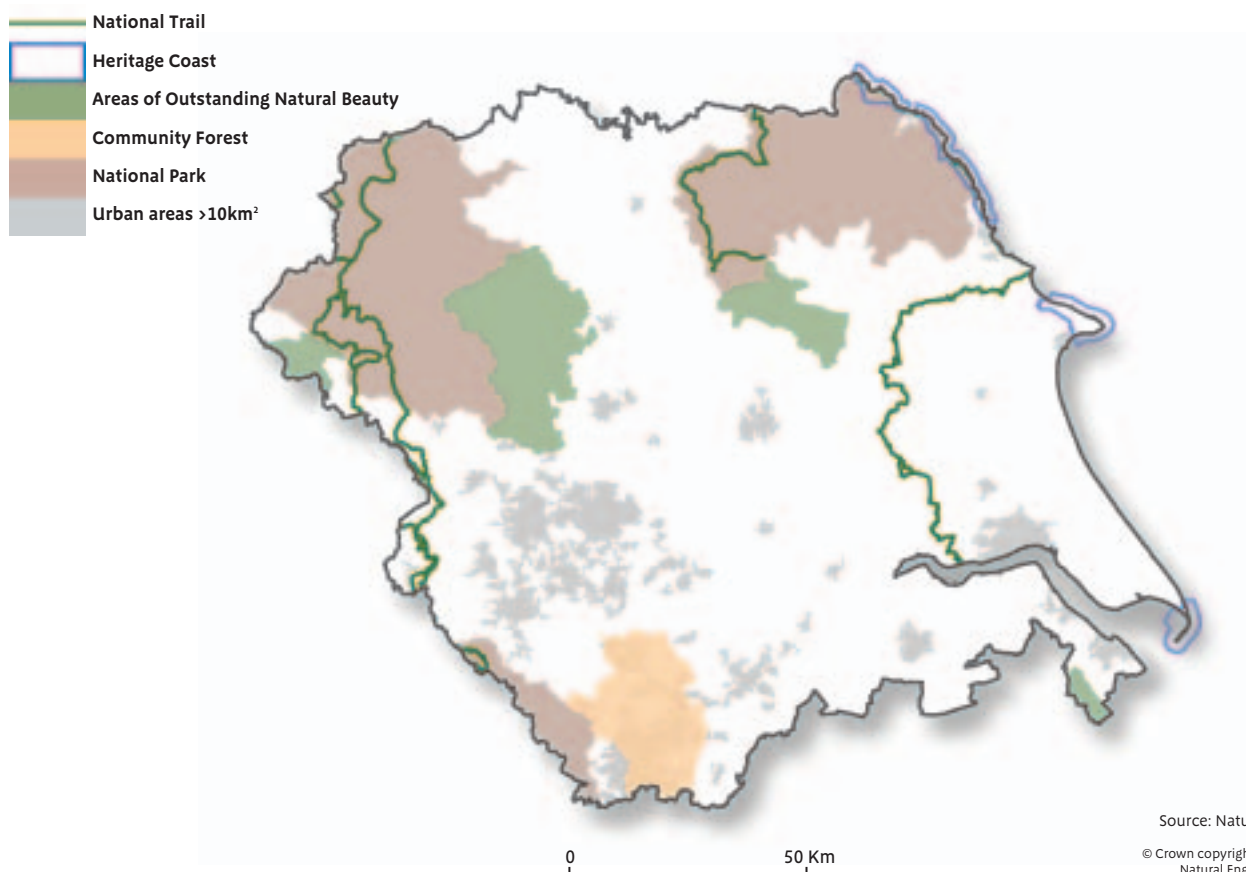 National Trail
Heritage Coast
Areas of Outstanding Natural Beauty
Community Forest
National Park
Urban areas >10km²
Source: Natu
0 50 Km
© Crown copyrigh
Natural Eng